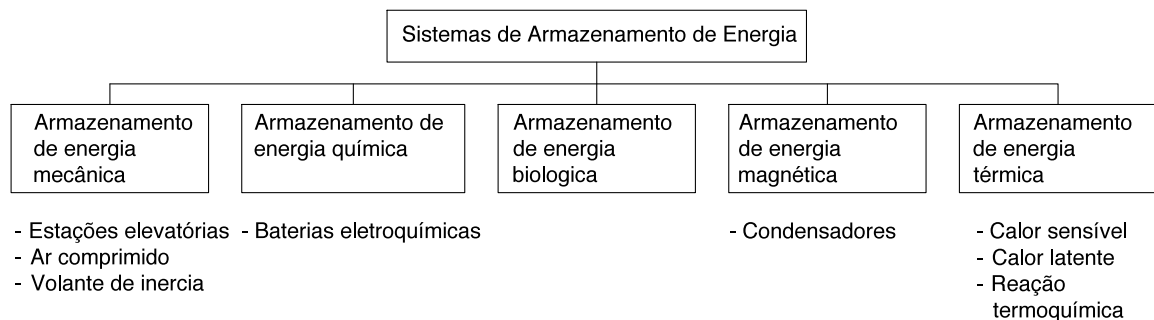 Sistemas de Armazenamento de Energia
Armazenamento
de energia
mecânica
Armazenamento de
energia química
Armazenamento
de energia
biologica
Armazenamento
de energia
magnética
Armazenamento
de energia
térmica
- Estações elevatórias
- Ar comprimido
- Volante de inercia
- Baterias eletroquímicas
- Condensadores
- Calor sensível
- Calor latente
- Reação
termoquímica